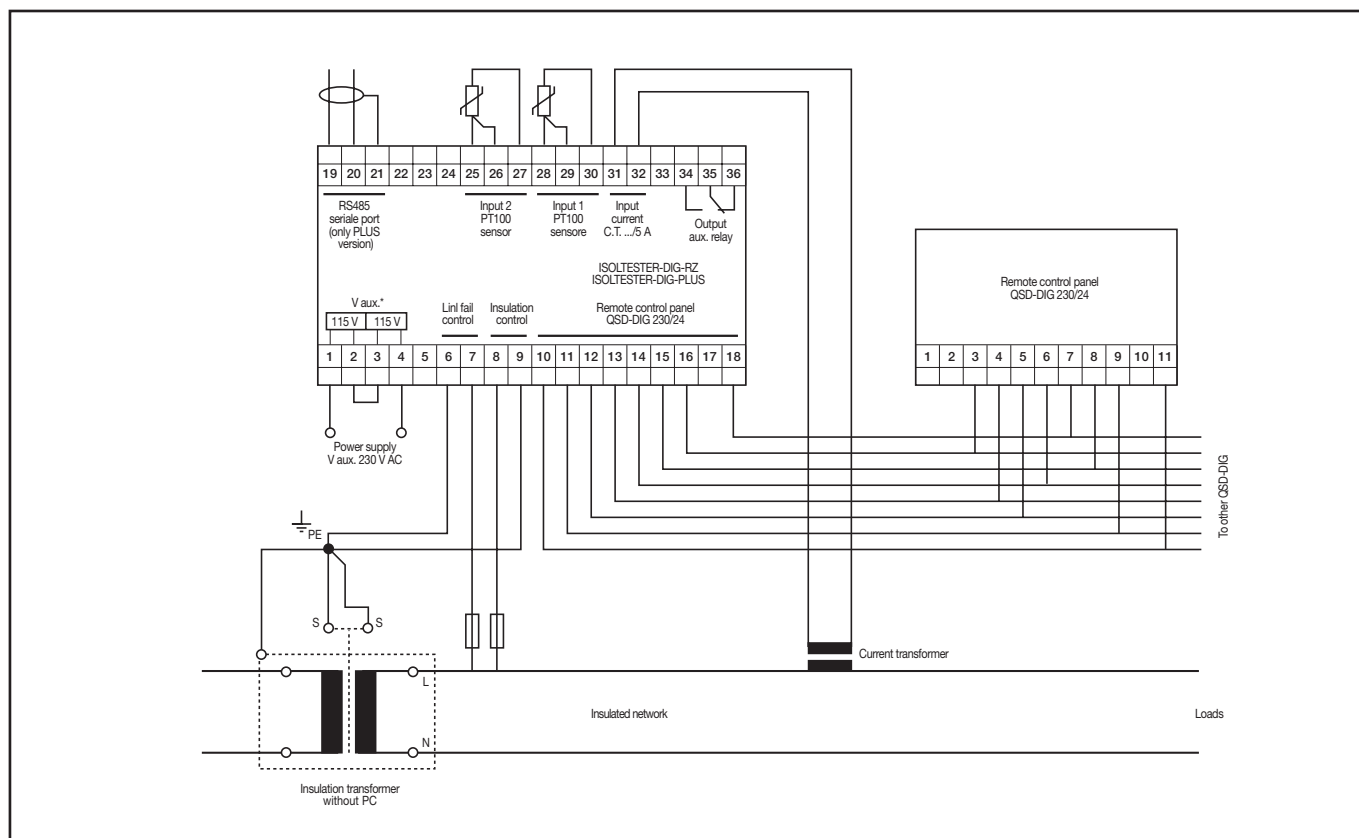 19 20 21 22 23 24 25 26 27 28 29 30 31 32 33 34 35 36
RS485
seriale port
(only PLUS
version)
Input 2
PT100
sensor
Input 1
PT100
sensore
Input
current
C.T. .../5 A
Output
aux. relay
ISOLTESTER-DIG-RZ
ISOLTESTER-DIG-PLUS
V aux.*
115 V 115 V
Linl fail
control
Insulation
control
Remote control panel
QSD-DIG 230/24
1 2 3 4 5 6 7 8 9 10 11 12 13 14 15 16 17 18
Remote control panel
QSD-DIG 230/24
1 2 3 4 5 6 7 8 9 10 11
Power supply
V aux. 230 V AC
To other QSD-DIG
PE
S S
Current transformer
L
Insulated network
Loads
N
Insulation transformer
without PC